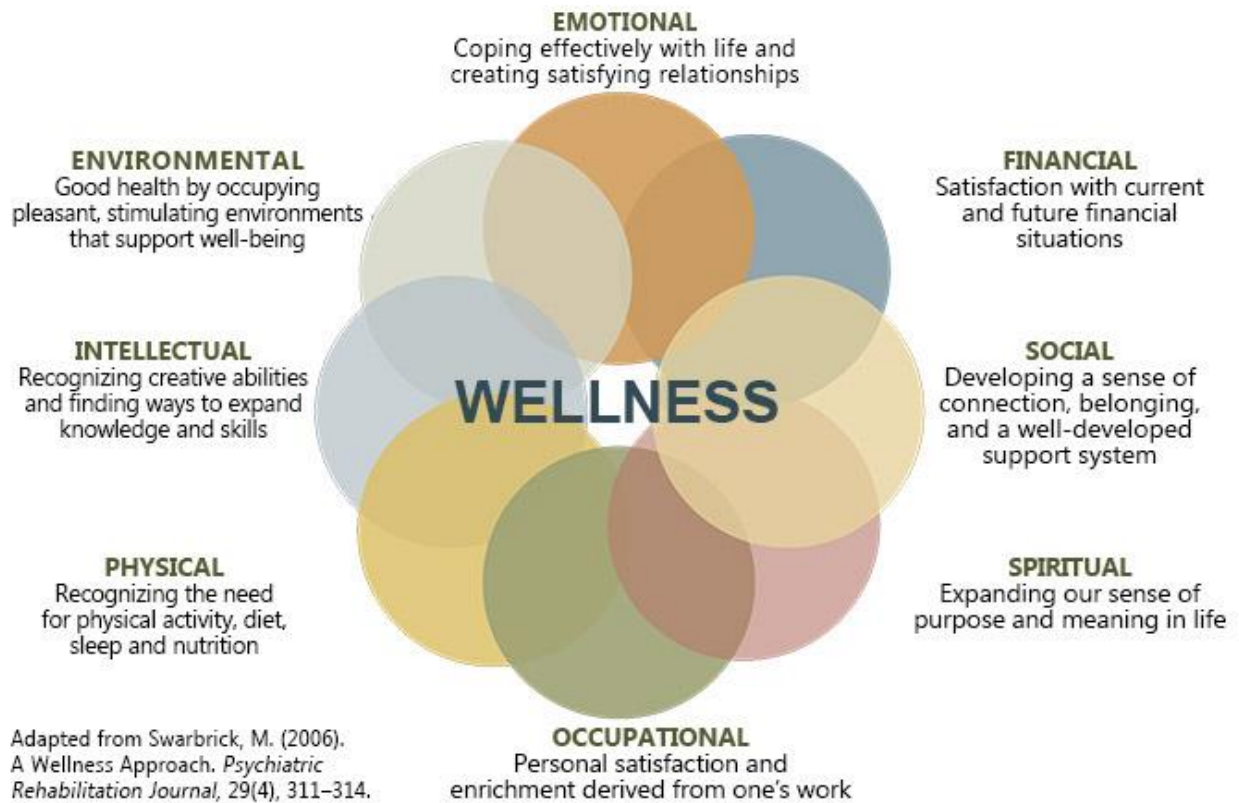 EMOTIONAL
Coping effectively with life and
creating satisfying relationships
ENVIRONMENTAL
Good health by occupying
pleasant, stimulating environments
that support well-being
FINANCIAL
Satisfaction with current
and future financial
situations
INTELLECTUAL
Recognizing creative abilities
and finding ways to expand
knowledge and skills
WELLNESS
SOCIAL
Developing a sense of
connection, belonging,
and a well-developed
support system
PHYSICAL
Recognizing the need
for physical activity, diet,
sleep and nutrition
SPIRITUAL
Expanding our sense of
purpose and meaning in life
OCCUPATIONAL
Personal satisfaction and
enrichment derived from one's work
Adapted from Swarbrick, M. (2006).
A Wellness Approach. Psychiatric
Rehabilitation Journal, 29(4), 311–314.